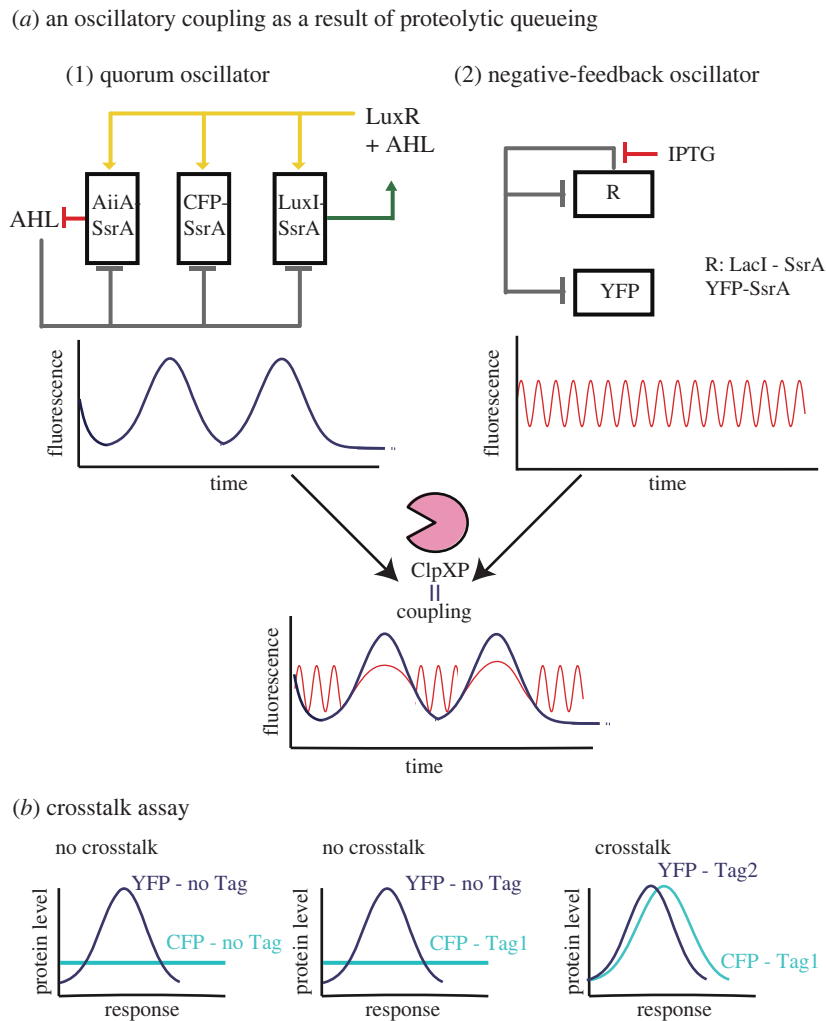 (a) an oscillatory coupling as a result of proteolytic queueing
(1) quorum oscillator
(2) negative-feedback oscillator
LuxR
+ AHL
AHL
AiiA-
SsrA
CFP-
SsrA
LuxI-
SsrA
IPTG
R
YFP
R: LacI - SsrA
YFP-SsrA
fluorescence
time
fluorescence
time
ClpXP
=
coupling
fluorescence
time
(b) crosstalk assay
no crosstalk
YFP - no Tag
CFP - no Tag
protein level
response
no crosstalk
YFP - no Tag
CFP - Tag1
protein level
response
crosstalk
YFP - Tag2
CFP - Tag1
protein level
response